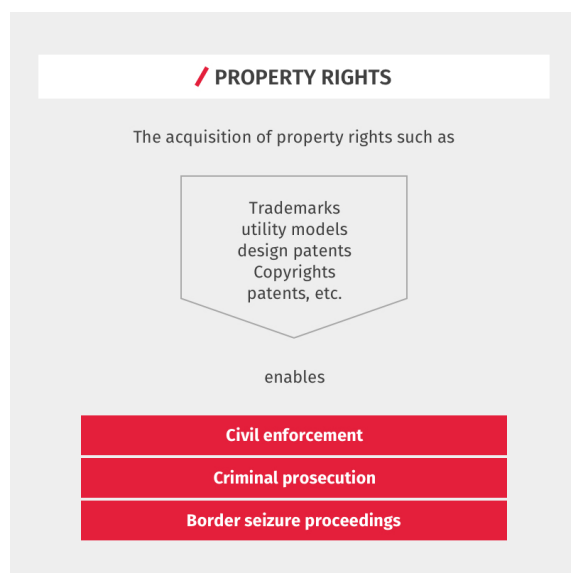 PROPERTY RIGHTS
The acquisition of property rights such as
Trademarks
utility models
design patents
Copyrights
patents, etc.
enables
Civil enforcement
Criminal prosecution
Border seizure proceedings